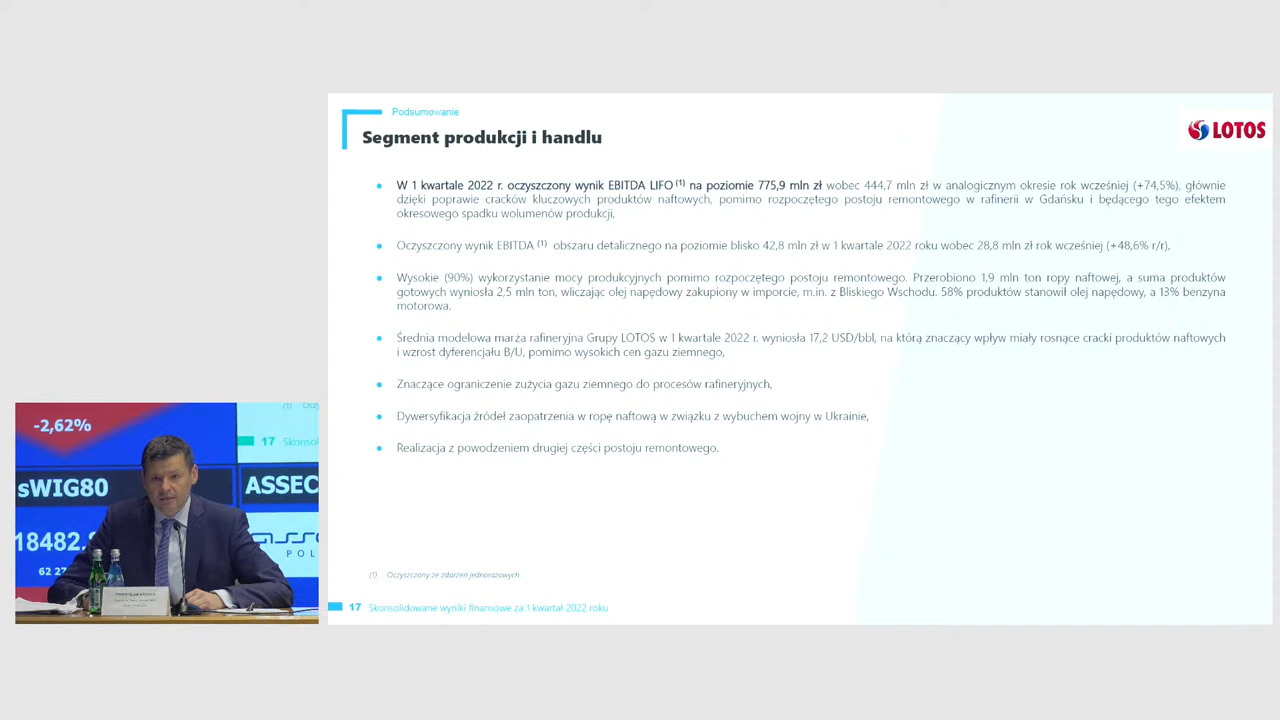 Podsumowanie
Segment produkcji i handlu
LOTOS
W 1 kwartale 2022 r. oczyszczony wynik EBITDA LIFO (1) na poziomie 775,9 mln zł wobec 444,7 mln zł w analogicznym okresie rok wcześniej (+74,5%), głównie
dzięki poprawie cracków kluczowych produktów naftowych, pomimo rozpoczętego postoju remontowego w rafinerii w Gdańsku i będącego tego efektem
okresowego spadku wolumenów produkcji,
Oczyszczony wynik EBITDA (1) obszaru detalicznego na poziomie blisko 42,8 mln zł w 1 kwartale 2022 roku wobec 28,8 mln zł rok wcześniej (+48,6% r/r),
Wysokie (90%) wykorzystanie mocy produkcyjnych pomimo rozpoczętego postoju remontowego. Przerobiono 1,9 mln ton ropy naftowej, a suma produktów
gotowych wyniosła 2,5 mln ton, wliczając olej napędowy zakupiony w imporcie, m.in. z Bliskiego Wschodu. 58% produktów stanowił olej napędowy, a 13% benzyna
motorowa.
Średnia modelowa marża rafineryjna Grupy LOTOS w 1 kwartale 2022 r. wyniosła 17,2 USD/bbl, na którą znaczący wpływ miały rosnące cracki produktów naftowych
i wzrost dyferencjału B/U, pomimo wysokich cen gazu ziemnego,
Znaczące ograniczenie zużycia gazu ziemnego do procesów rafineryjnych,
Dywersyfikacja źródeł zaopatrzenia w ropę naftową w związku z wybuchem wojny w Ukrainie,
Realizacja z powodzeniem drugiej części postoju remontowego.
(1) Oczyszczony ze zdarzeń jednorazowych
17 Skonsolidowane wyniki finansowe za 1 kwartał 2022 roku
-2,62%
(1) Oczy
17 Skonsol
sWIG80
ASSEC
18482.
62 27
POL